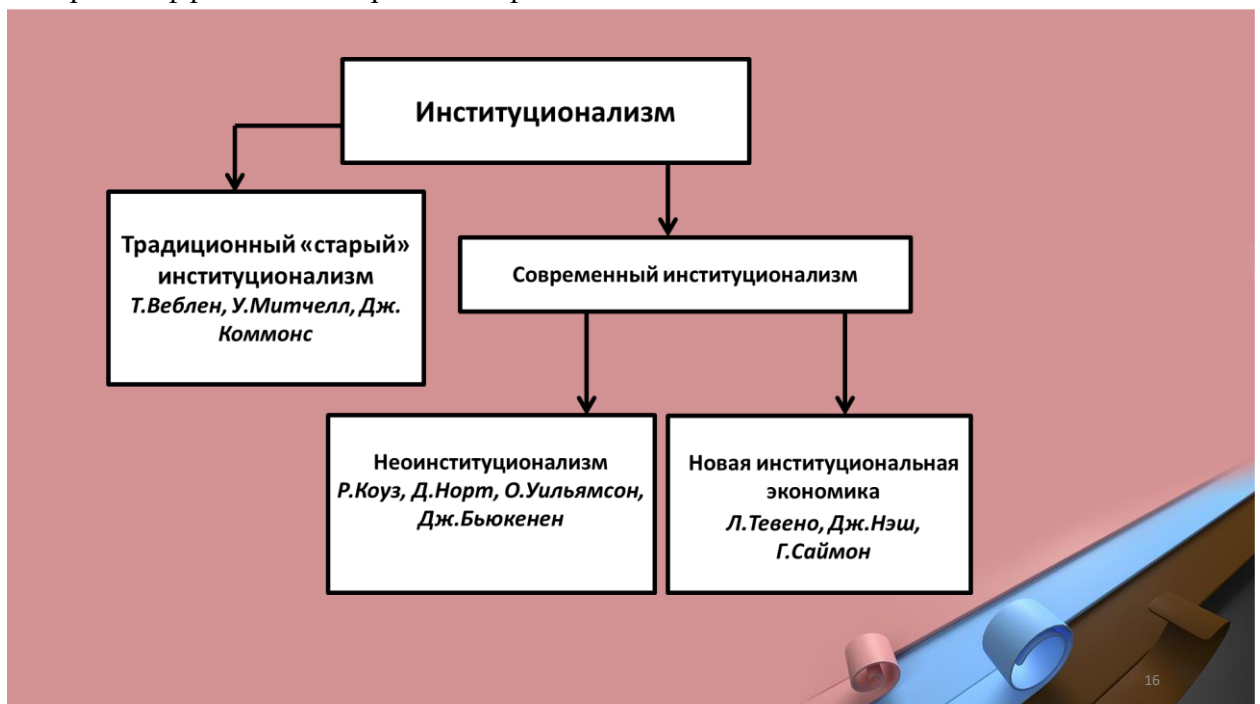 Институционализм
Традиционный «старый»
институционализм
Т.Веблен, У.Митчелл, Дж.
Коммонс
Современный институционализм
Неоинституционализм
Р.Коуз, Д.Норт, О.Уильямсон,
Дж.Бьюкенен
Новая институциональная
экономика
Л.Тевено, Дж.Нэш,
Г.Саймон
16